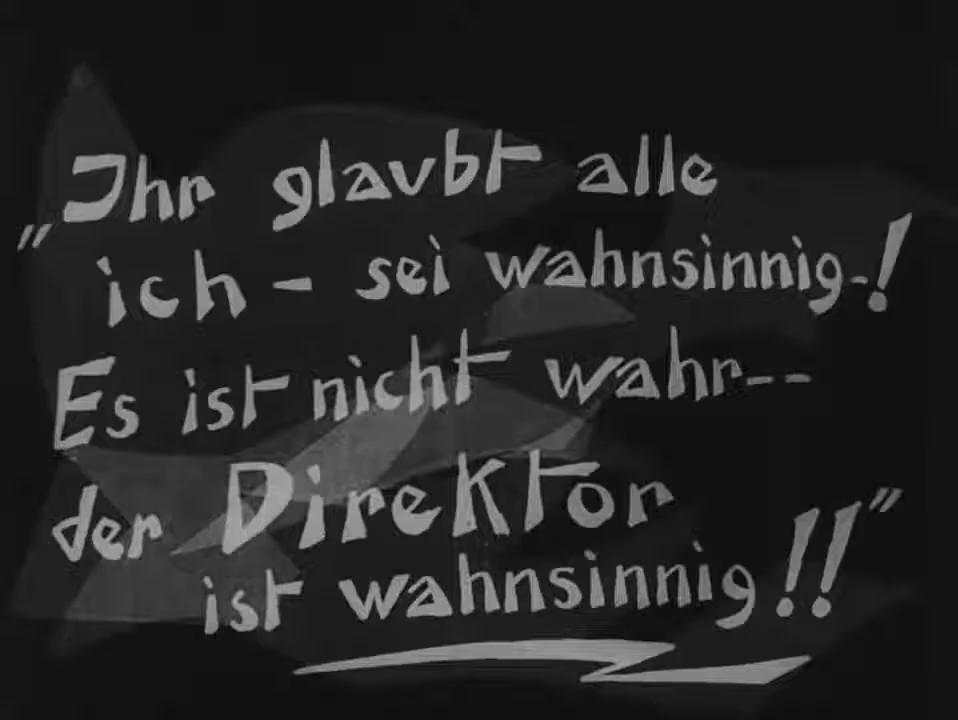 „Ihr glaubt alle
ich - sei wahnsinnig-!
Es ist nicht wahr--
der Direktor
ist wahnsinnig!!"